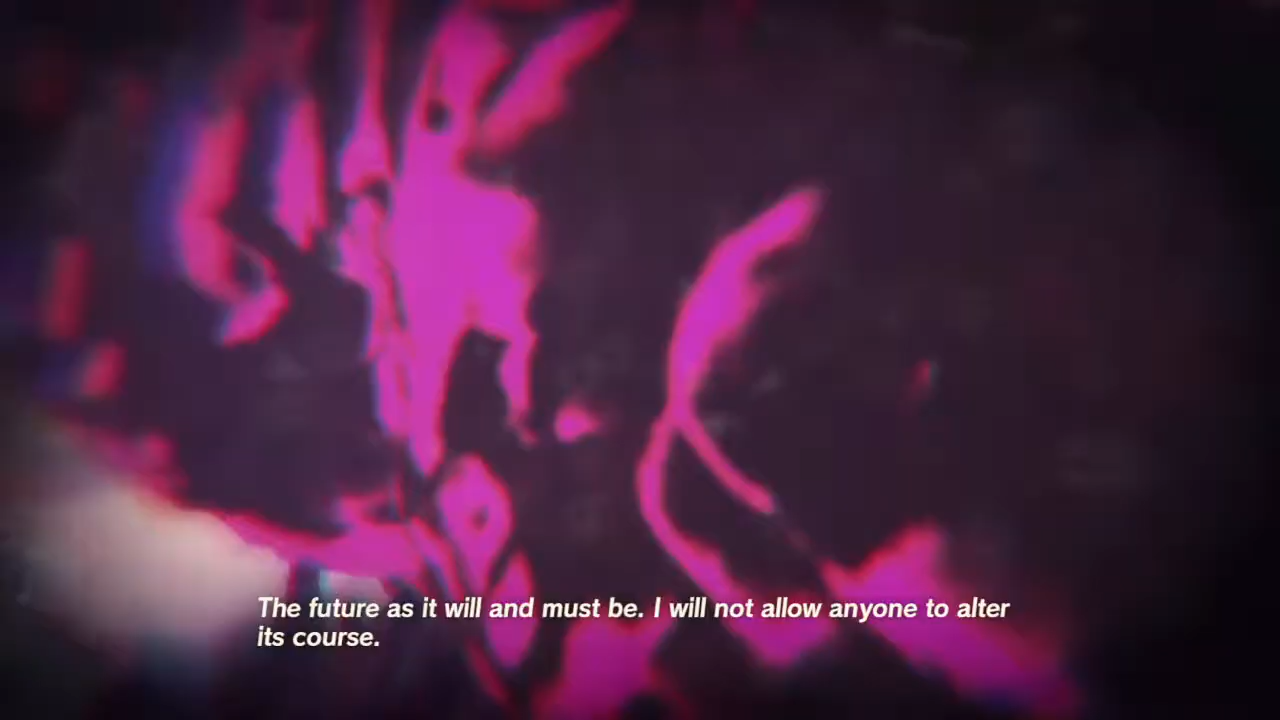 The future as it will and must be. I will not allow anyone to alter
its course.